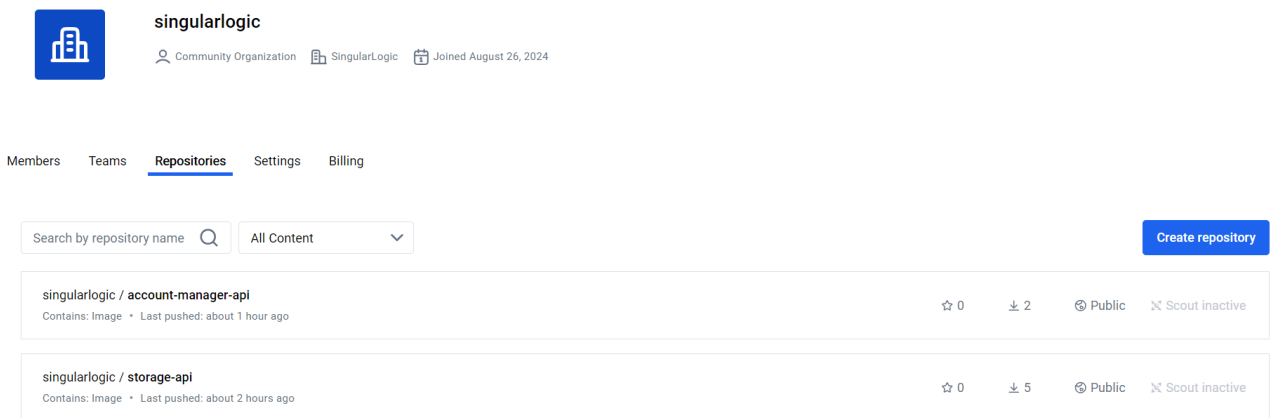 singularlogic
Community Organization SingularLogic Joined August 26, 2024
Members Teams Repositories Settings Billing
Search by repository name All Content Create repository
singularlogic / account-manager-api
Contains: Image • Last pushed: about 1 hour ago
0 2 Public Scout inactive
singularlogic / storage-api
Contains: Image • Last pushed: about 2 hours ago
0 5 Public Scout inactive